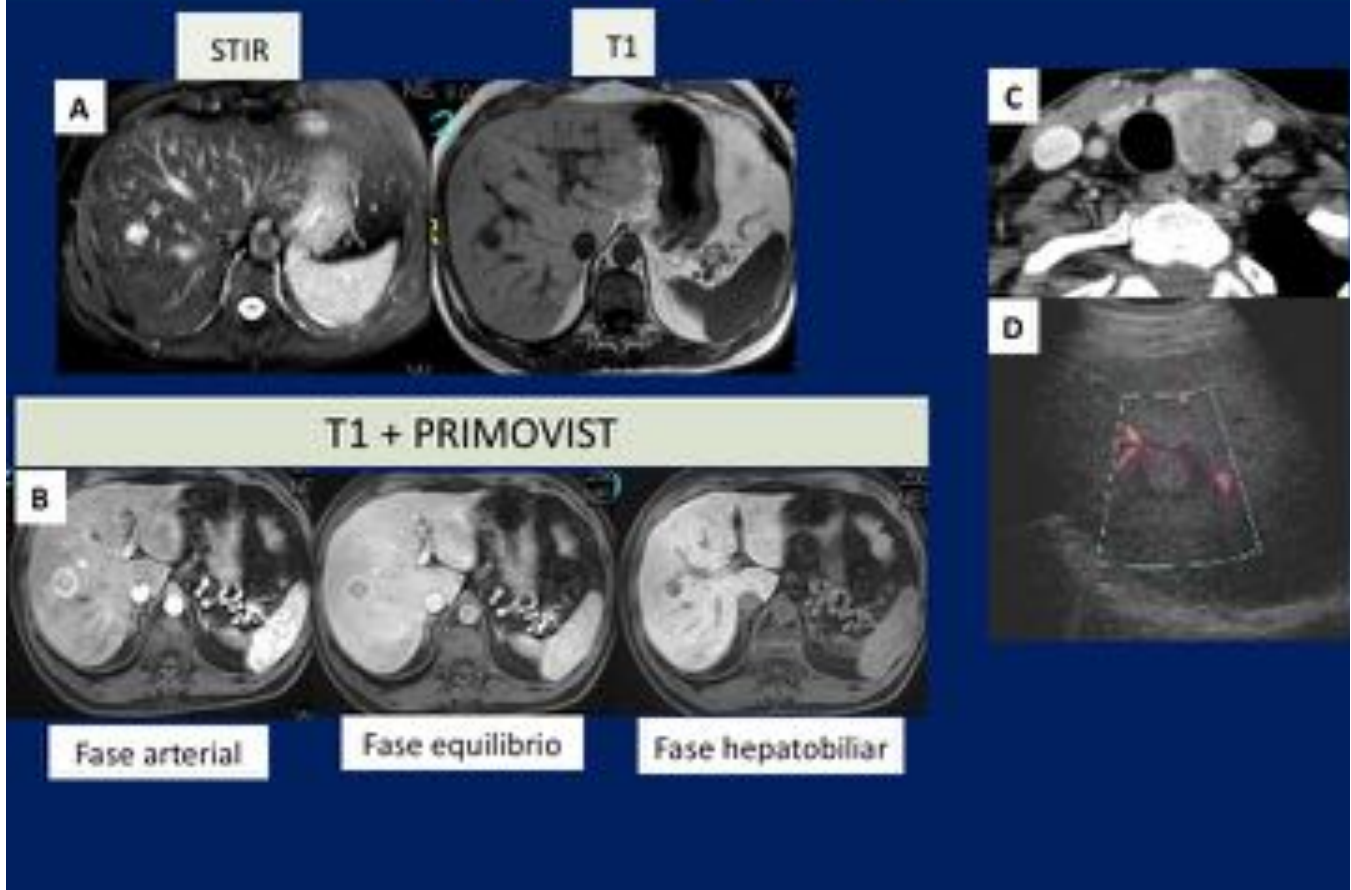 STIR
T1
A
C
D
T1 + PRIMOVIST
B
Fase arterial
Fase equilibrio
Fase hepatobiliar